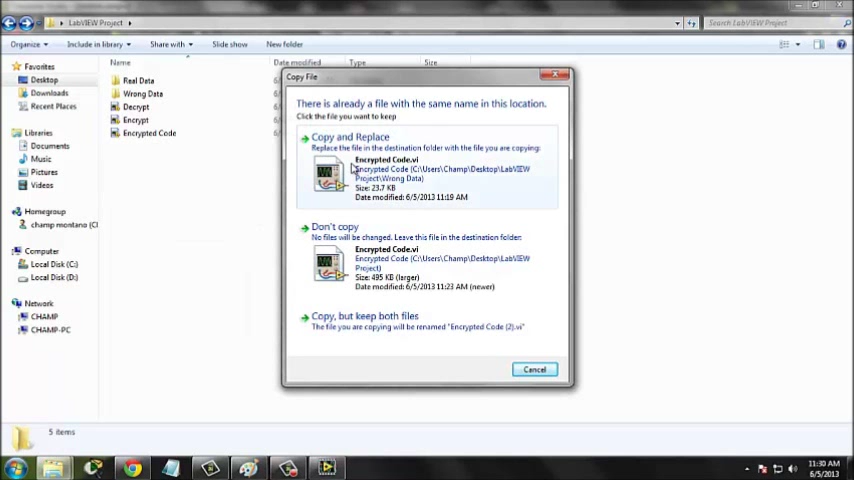 LabVIEW Project
Search LabVIEW Project
Organize
Include in library
Share with
Slide show
New folder
Favorites
Desktop
Downloads
Recent Places
Libraries
Documents
Music
Pictures
Videos
Homegroup
champ montano (CI
Computer
Local Disk (C:)
Local Disk (D:)
Network
CHAMP
CHAMP-PC
Name
Date modified
Type
Size
Real Data
Wrong Data
Decrypt
Encrypt
Encrypted Code
Copy File
There is already a file with the same name in this location.
Click the file you want to keep
Copy and Replace
Replace the file in the destination folder with the file you are copying:
Encrypted Code.vi
Encrypted Code (C:\Users\Champ\Desktop\LabVIEW
Project\Wrong Data)
Size: 23.7 KB
Date modified: 6/5/2013 11:19 AM
Don't copy
No files will be changed. Leave this file in the destination folder:
Encrypted Code.vi
Encrypted Code (C:\Users\Champ\Desktop\LabVIEW
Project)
Size: 495 KB (larger)
Date modified: 6/5/2013 11:23 AM (newer)
Copy, but keep both files
The file you are copying will be renamed "Encrypted Code (2).vi"
Cancel
5 items
11:30 AM
6/5/2013